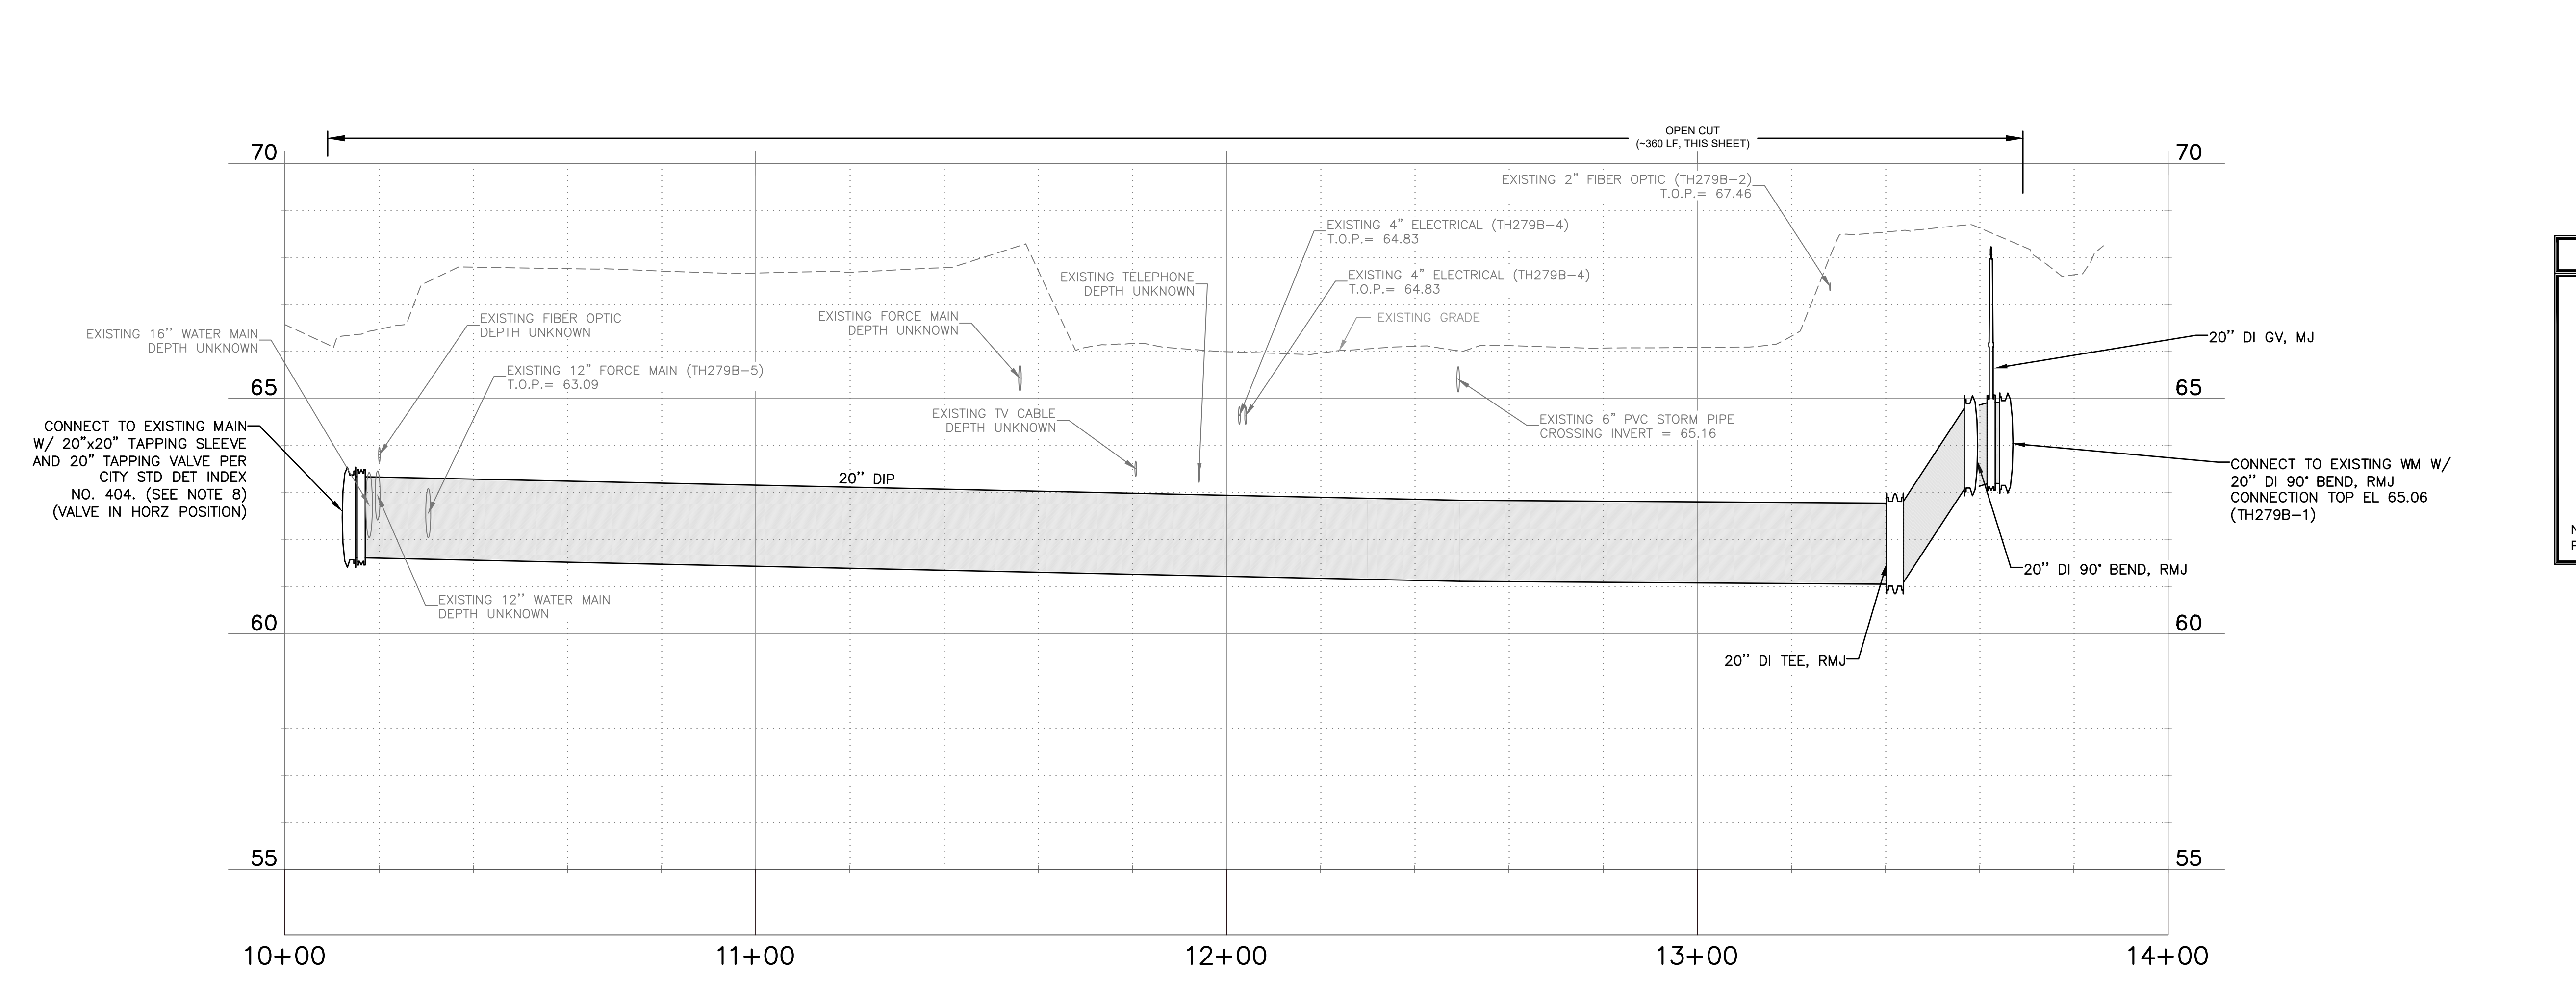 OPEN CUT
(~360 LF, THIS SHEET)
70
70
EXISTING 2" FIBER OPTIC (TH279B-2)
T.O.P.= 67.46
EXISTING 4" ELECTRICAL (TH279B-4)
T.O.P.= 64.83
EXISTING TELEPHONE
DEPTH UNKNOWN
EXISTING 4" ELECTRICAL (TH279B-4)
T.O.P.= 64.83
EXISTING FORCE MAIN
DEPTH UNKNOWN
EXISTING GRADE
EXISTING FIBER OPTIC
DEPTH UNKNOWN
EXISTING 16'' WATER MAIN
DEPTH UNKNOWN
20'' DI GV, MJ
EXISTING 12" FORCE MAIN (TH279B-5)
T.O.P.= 63.09
65
65
EXISTING TV CABLE
DEPTH UNKNOWN
EXISTING 6" PVC STORM PIPE
CROSSING INVERT = 65.16
CONNECT TO EXISTING MAIN
W/ 20"x20" TAPPING SLEEVE
AND 20" TAPPING VALVE PER
CITY STD DET INDEX
NO. 404. (SEE NOTE 8)
(VALVE IN HORZ POSITION)
20'' DIP
CONNECT TO EXISTING WM W/
20'' DI 90° BEND, RMJ
CONNECTION TOP EL 65.06
(TH279B-1)
20'' DI 90° BEND, RMJ
EXISTING 12'' WATER MAIN
DEPTH UNKNOWN
60
60
20'' DI TEE, RMJ
55
55
10+00
11+00
12+00
13+00
14+00